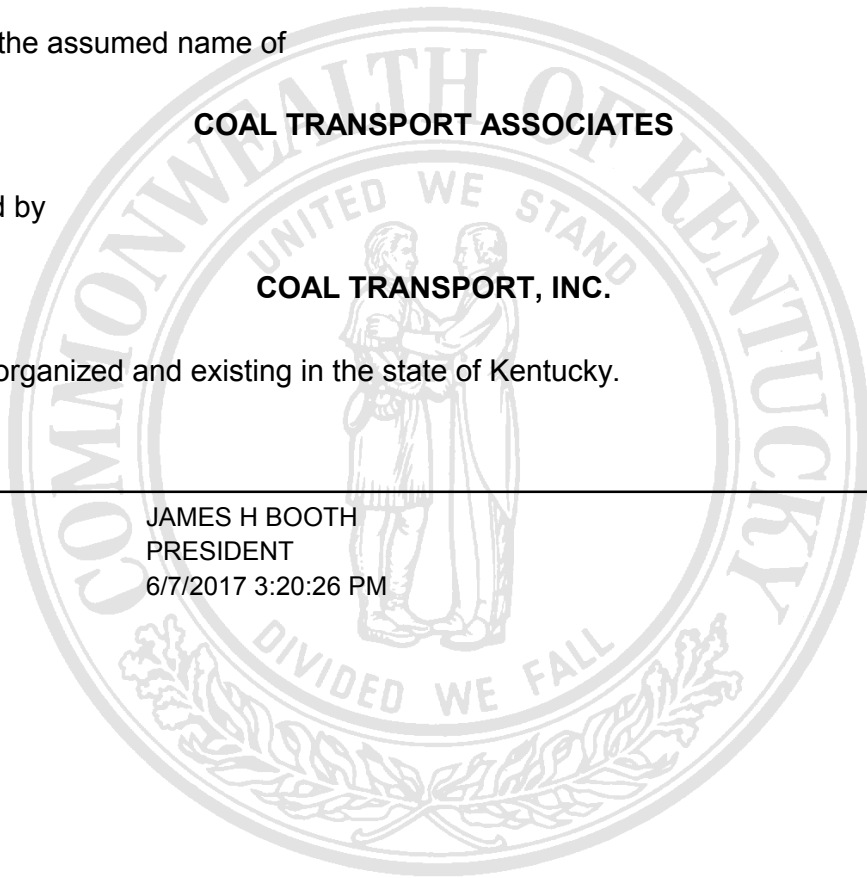 the assumed name of
COAL TRANSPORT ASSOCIATES
d by
COAL TRANSPORT, INC.
organized and existing in the state of Kentucky.
JAMES H BOOTH
PRESIDENT
6/7/2017 3:20:26 PM
COMMONWEALTH OF KENTUCKY
UNITED WE STAND
DIVIDED WE FALL